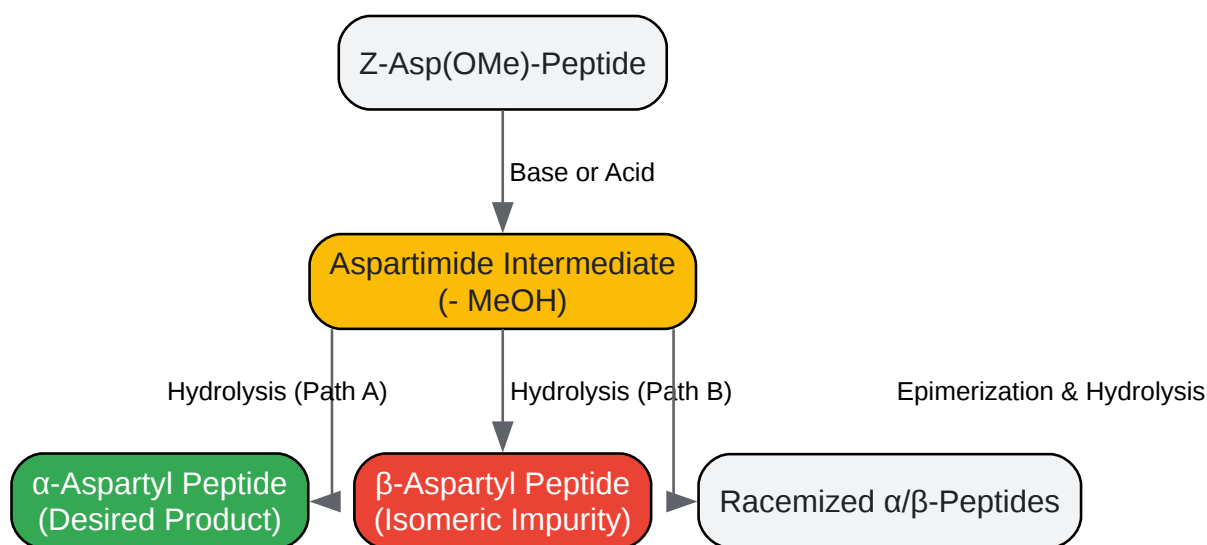 Z-Asp(OMe)-Peptide
Base or Acid
Aspartimide Intermediate
(- MeOH)
Hydrolysis (Path A)
Hydrolysis (Path B)
Epimerization & Hydrolysis
α-Aspartyl Peptide
(Desired Product)
β-Aspartyl Peptide
(Isomeric Impurity)
Racemized α/β-Peptides